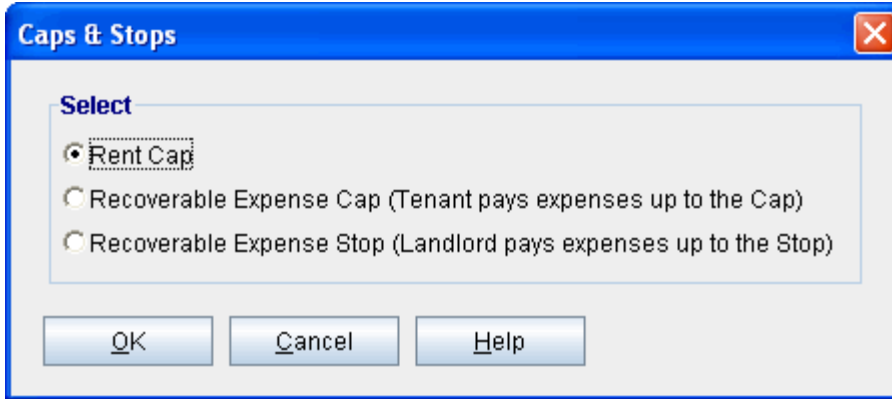 Caps & Stops
Select
Rent Cap
Recoverable Expense Cap (Tenant pays expenses up to the Cap)
Recoverable Expense Stop (Landlord pays expenses up to the Stop)
OK Cancel Help